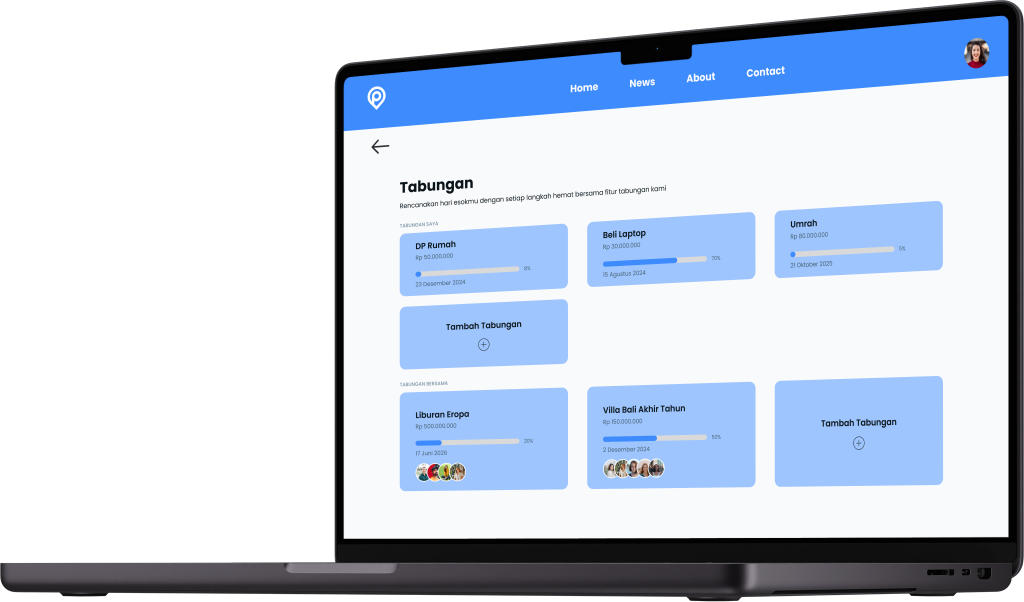 Home
News
About
Contact
Tabungan
Rencanakan hari esokmu dengan setiap langkah hemat bersama fitur tabungan kami
TABUNGAN SAYA
DP Rumah
Rp 50.000.000
8%
23 Desember 2024
Beli Laptop
Rp 30.000.000
70%
15 Agustus 2024
Umrah
Rp 80.000.000
5%
21 Oktober 2025
Tambah Tabungan
TABUNGAN BERSAMA
Liburan Eropa
Rp 500.000.000
20%
17 Juni 2026
Villa Bali Akhir Tahun
Rp 150.000.000
50%
2 Desember 2024
Tambah Tabungan